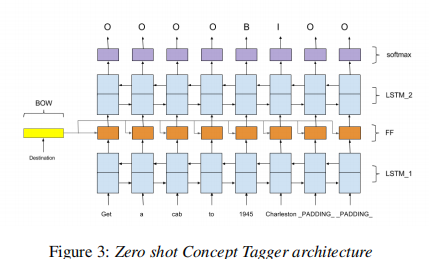 O O O O B I O O
softmax
LSTM_2
BOW
FF
Destination
LSTM_1
Get a cab to 1945 Charleston _PADDING_ _PADDING_
Figure 3: Zero shot Concept Tagger architecture